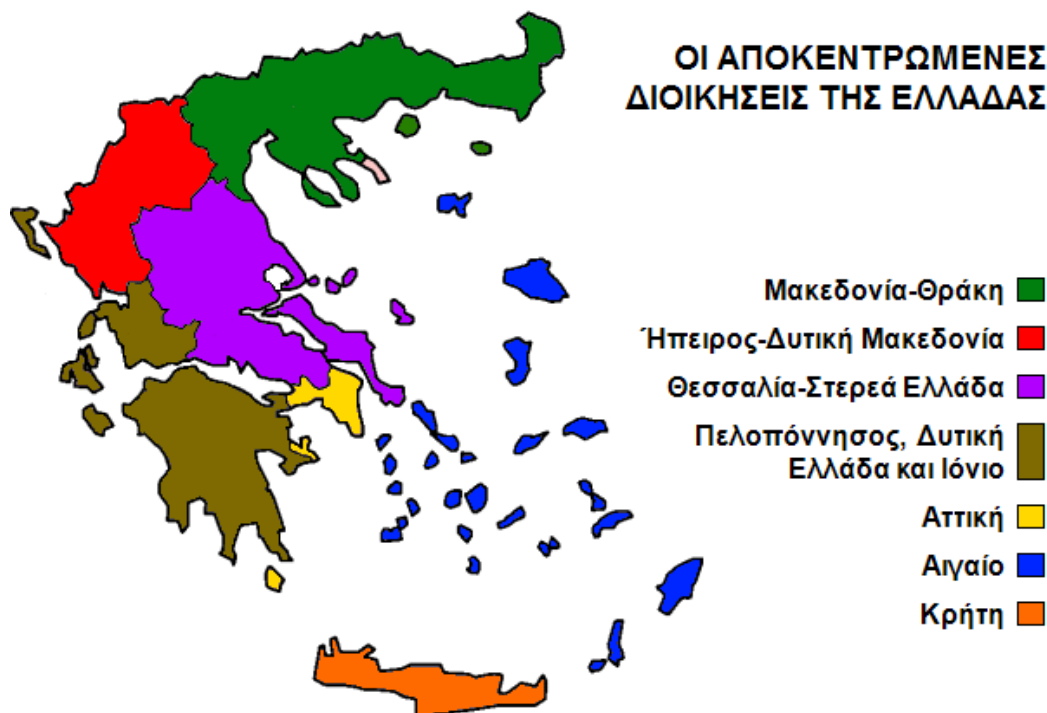 ΟΙ ΑΠΟΚΕΝΤΡΩΜΕΝΕΣ
ΔΙΟΙΚΗΣΕΙΣ ΤΗΣ ΕΛΛΑΔΑΣ
Μακεδονία-Θράκη
Ήπειρος-Δυτική Μακεδονία
Θεσσαλία-Στερεά Ελλάδα
Πελοπόννησος, Δυτική
Ελλάδα και Ιόνιο
Αττική
Αιγαίο
Κρήτη